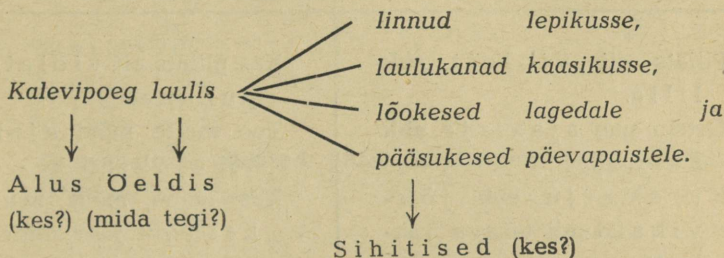 linnud lepikusse,
laulukanad kaasikusse,
Kalevipoeg laulis
lõokesed lagedale ja
pääsukesed päevapaistele.
Alus Öeldis
(kes?) (mida tegi?)
Sihitised (kes?)